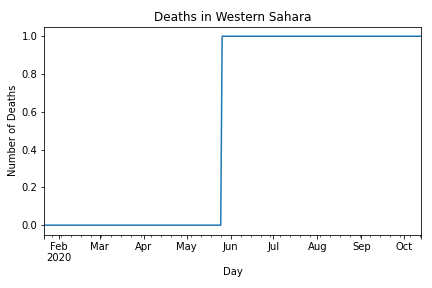 Deaths in Western Sahara
Number of Deaths
1.0
0.8
0.6
0.4
0.2
0.0
Feb Mar Apr May Jun Jul Aug Sep Oct
2020
Day